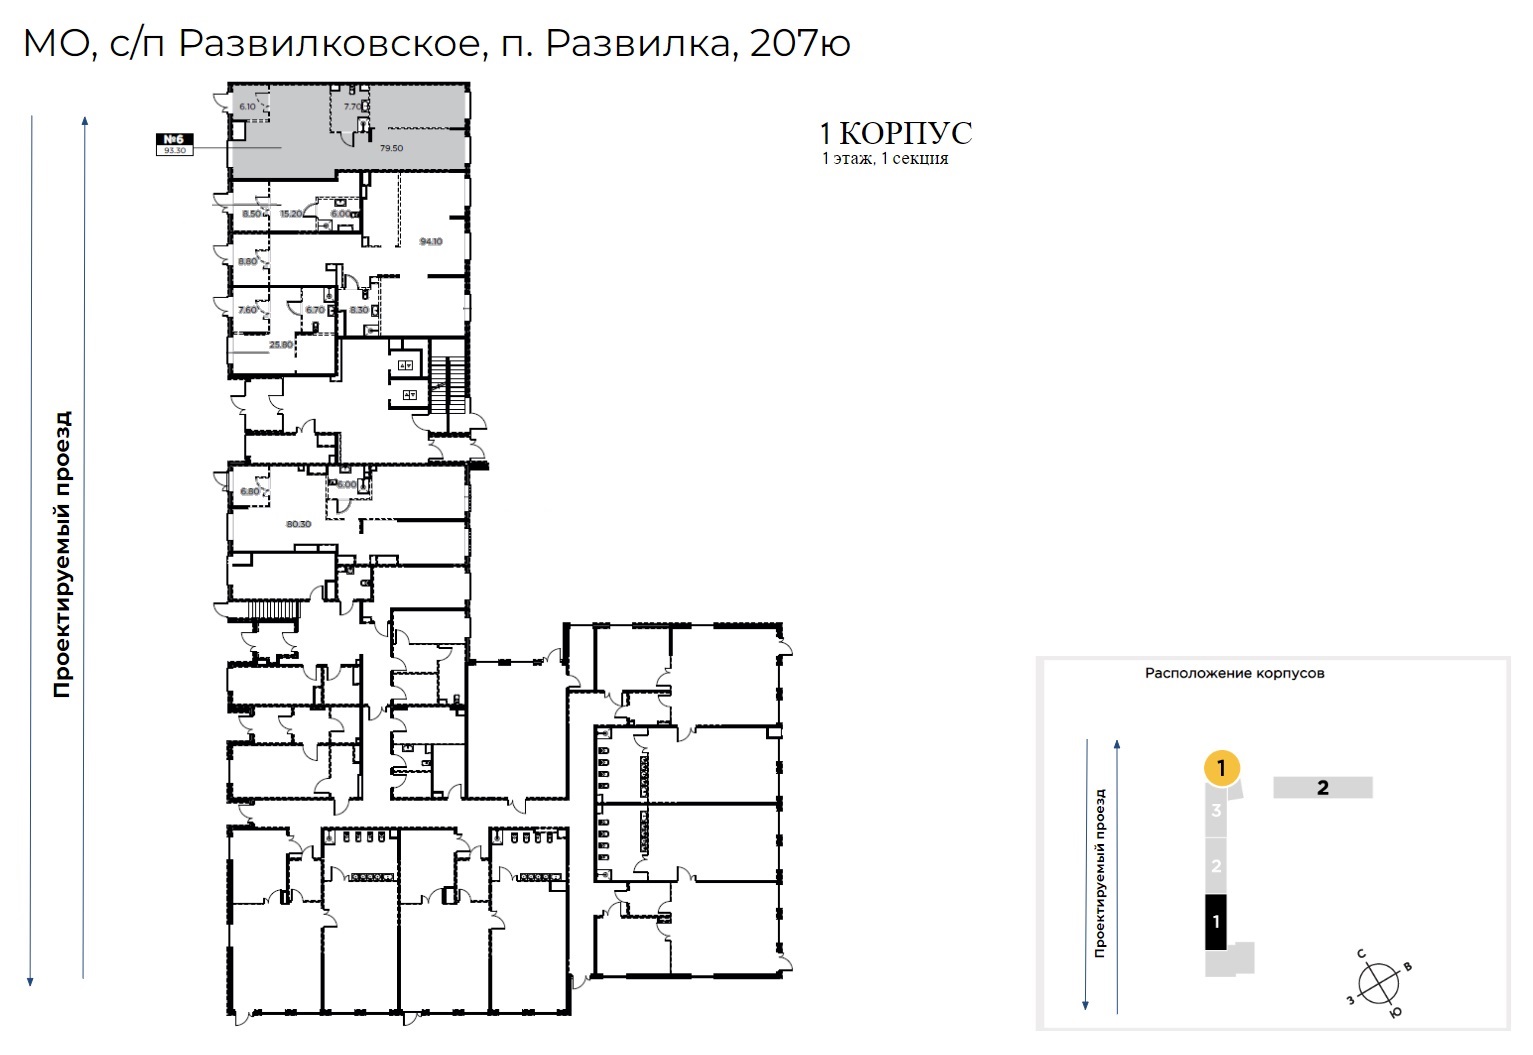 МО, с/п Развилковское, п. Развилка, 207ю
1 КОРПУС
1 этаж, 1 секция
Проектируемый проезд
№6
93.30
6.10
7.70
79.50
8.50
15.20
6.00
94.10
8.80
7.60
6.70
8.30
25.80
6.80
6.00
80.30
Расположение корпусов
Проектируемый проезд
1
2
3
2
1
С
В
З
Ю